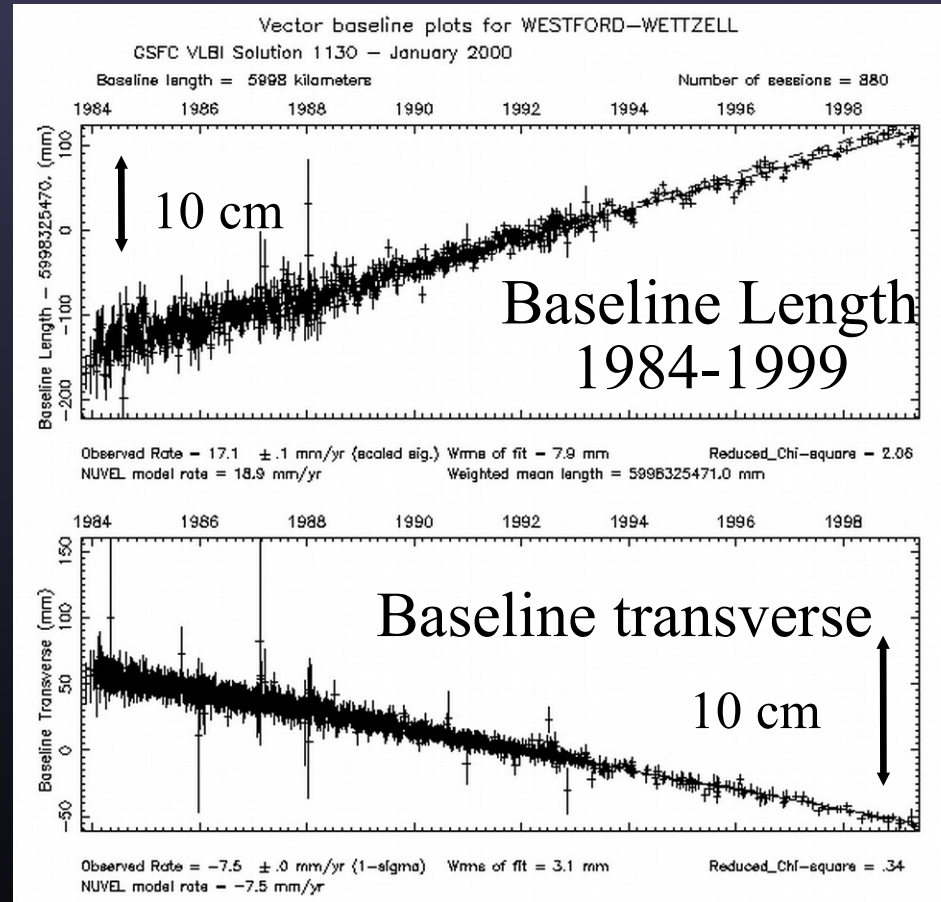 Vector baseline plots for WESTFORD-WETTZELL
GSFC VLBI Solution 1130 - January 2000
Baseline length = 5998 kilometers
Number of sessions = 880
1984 1986 1988 1990 1992 1994 1996 1998
Baseline Length - 5998325470. (mm)
100
0
-100
-200
10 cm
Baseline Length
1984-1999
Observed Rate = 17.1 ± .1 mm/yr (scaled sig.) Wrms of fit = 7.9 mm Reduced_Chi-square = 2.06
NUVEL model rate = 18.9 mm/yr Weighted mean length = 5998325471.0 mm
1984 1986 1988 1990 1992 1994 1996 1998
Baseline Transverse (mm)
150
100
50
0
-50
Baseline transverse
10 cm
Observed Rate = -7.5 ± .0 mm/yr (1-sigma) Wrms of fit = 3.1 mm Reduced_Chi-square = .34
NUVEL model rate = -7.5 mm/yr